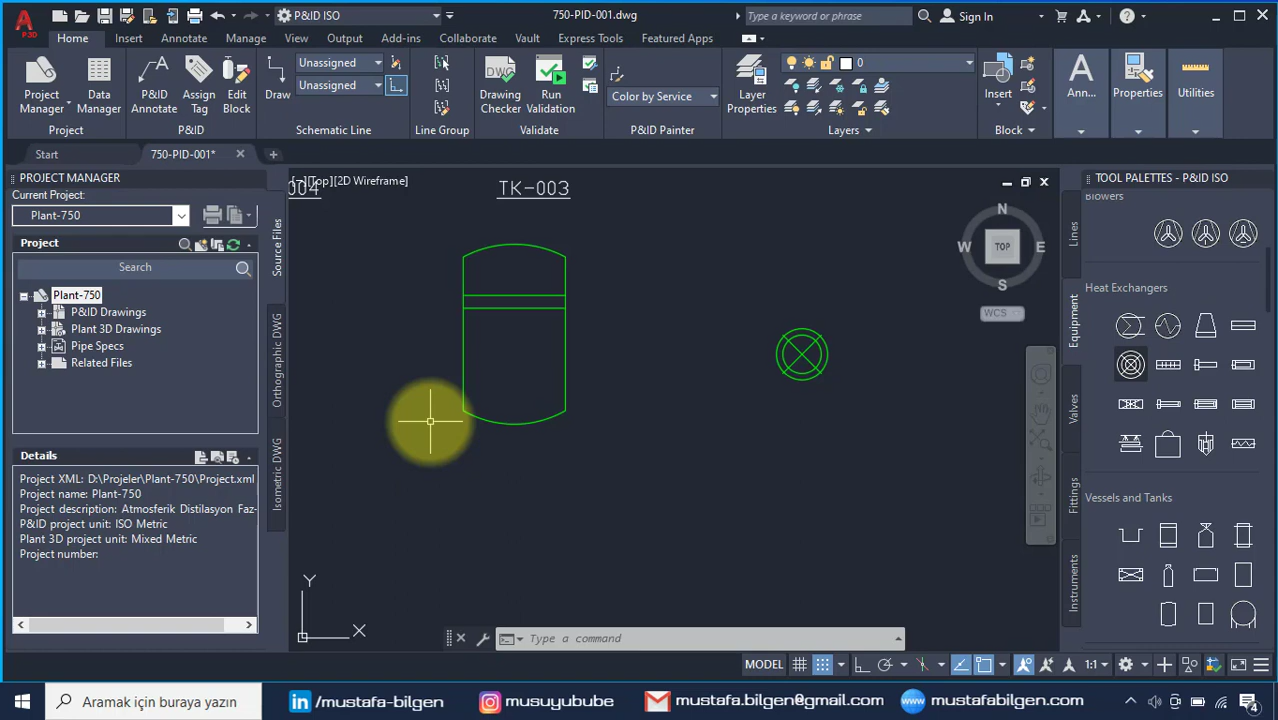 P&ID ISO
750-PID-001.dwg
Type a keyword or phrase
Sign In
A
P3D
Home
Insert
Annotate
Manage
View
Output
Add-ins
Collaborate
Vault
Express Tools
Featured Apps
Project
Manager
Data
Manager
P&ID
Annotate
Assign
Tag
Edit
Block
Draw
Unassigned
Unassigned
DWG
Drawing
Checker
Run
Validation
Color by Service
Layer
Properties
0
Insert
Ann...
Properties
Utilities
Project
P&ID
Schematic Line
Line Group
Validate
P&ID Painter
Layers
Block
Start
750-PID-001*
PROJECT MANAGER
Current Project:
Plant-750
Project
Search
Plant-750
P&ID Drawings
Plant 3D Drawings
Pipe Specs
Related Files
Details
Project XML: D:\Projeler\Plant-750\Project.xml
Project name: Plant-750
Project description: Atmosferik Distilasyon Faz-
P&ID project unit: ISO Metric
Plant 3D project unit: Mixed Metric
Project number:
Source Files
Orthographic DWG
Isometric DWG
[−][Top][2D Wireframe]
004
TK-003
N
W
TOP
E
S
WCS
Y
X
Type a command
TOOL PALETTES - P&ID ISO
Blowers
Heat Exchangers
Vessels and Tanks
Lines
Equipment
Valves
Fittings
Instruments
MODEL
1:1
Aramak için buraya yazın
in /mustafa-bilgen
musuyubube
mustafa.bilgen@gmail.com
www mustafabilgen.com
4